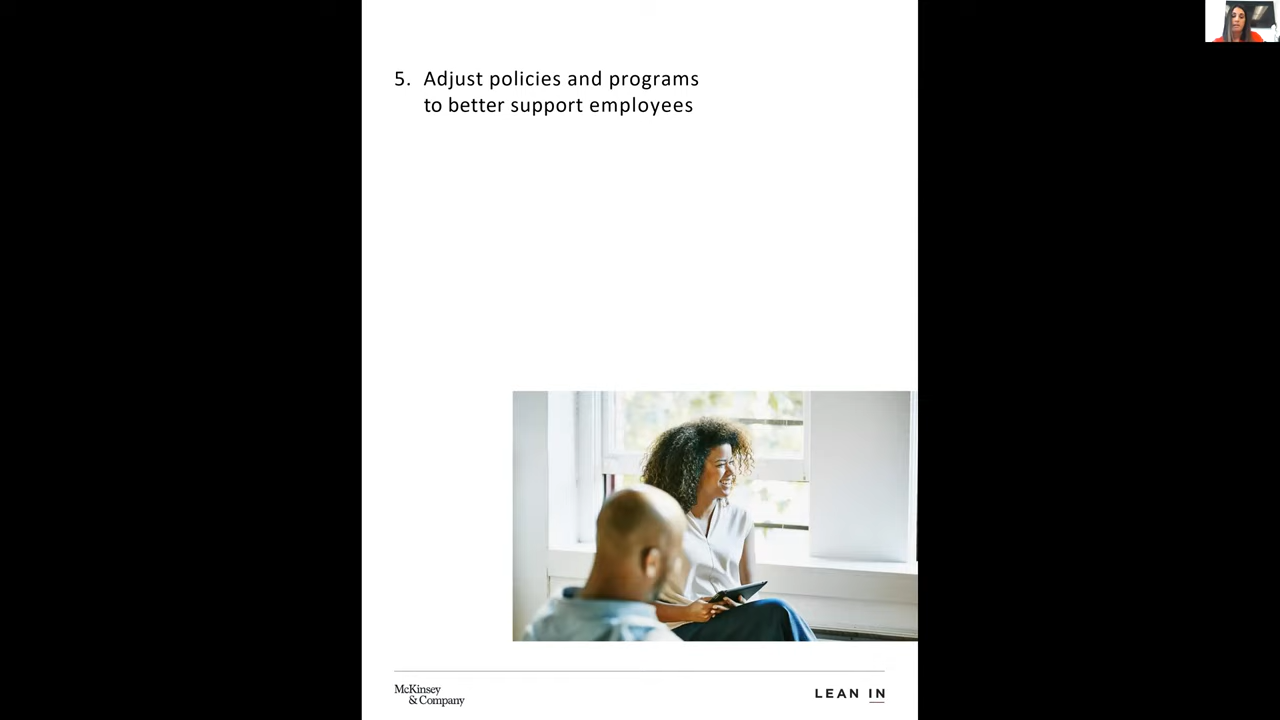 5. Adjust policies and programs
to better support employees
McKinsey
& Company
LEAN IN